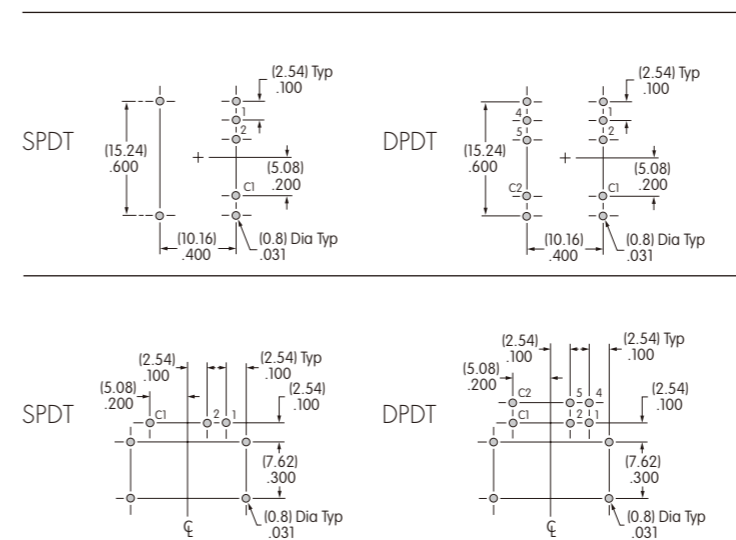 (2.54) Typ
.100
1
2
SPDT
(15.24)
.600
(5.08)
.200
C1
(10.16)
.400
(0.8) Dia Typ
.031
(2.54) Typ
.100
4
1
5
2
DPDT
(15.24)
.600
(5.08)
.200
C2
C1
(10.16)
.400
(0.8) Dia Typ
.031
(2.54)
.100
(2.54) Typ
.100
(5.08)
.200
(2.54)
.100
SPDT
C1
2
1
(7.62)
.300
(0.8) Dia Typ
.031
℄
(2.54)
.100
(2.54) Typ
.100
(5.08)
.200
(2.54)
.100
C2
5
4
DPDT
C1
2
1
(7.62)
.300
(0.8) Dia Typ
.031
℄